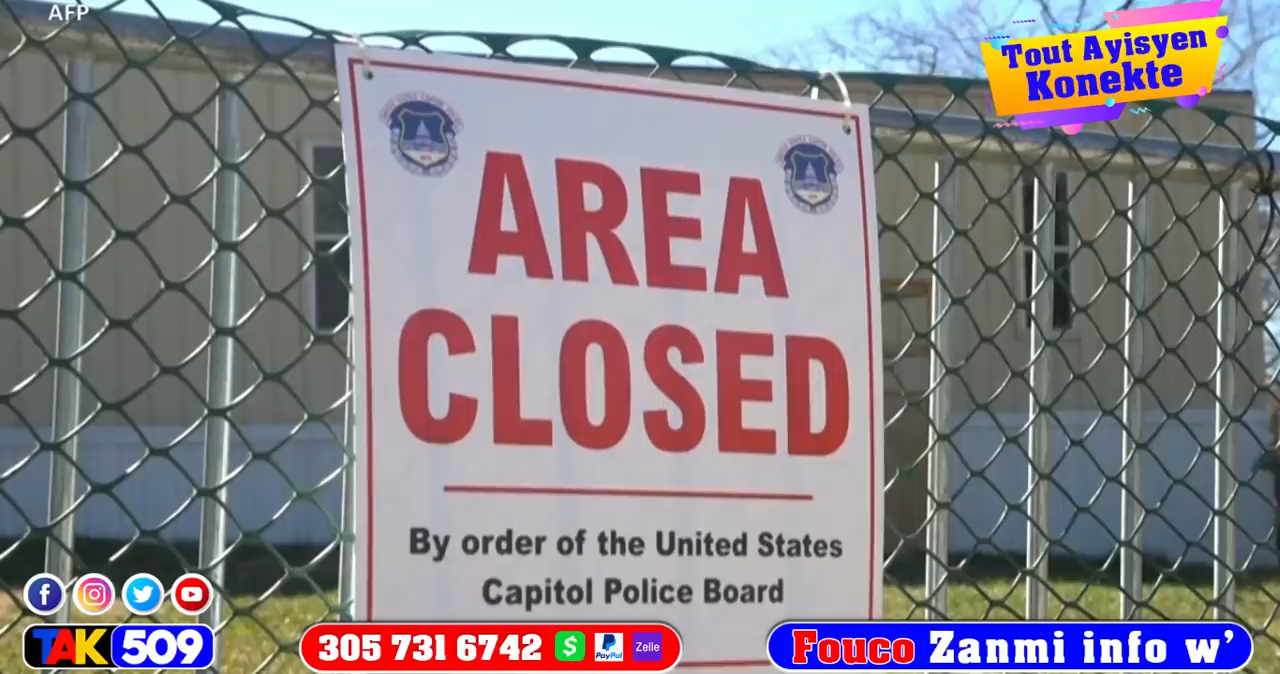 AFP
Tout Ayisyen
Konekte
AREA
CLOSED
By order of the United States
Capitol Police Board
TAK 509
305 731 6742 $ PayPal Zelle
Fouco Zanmi info w'